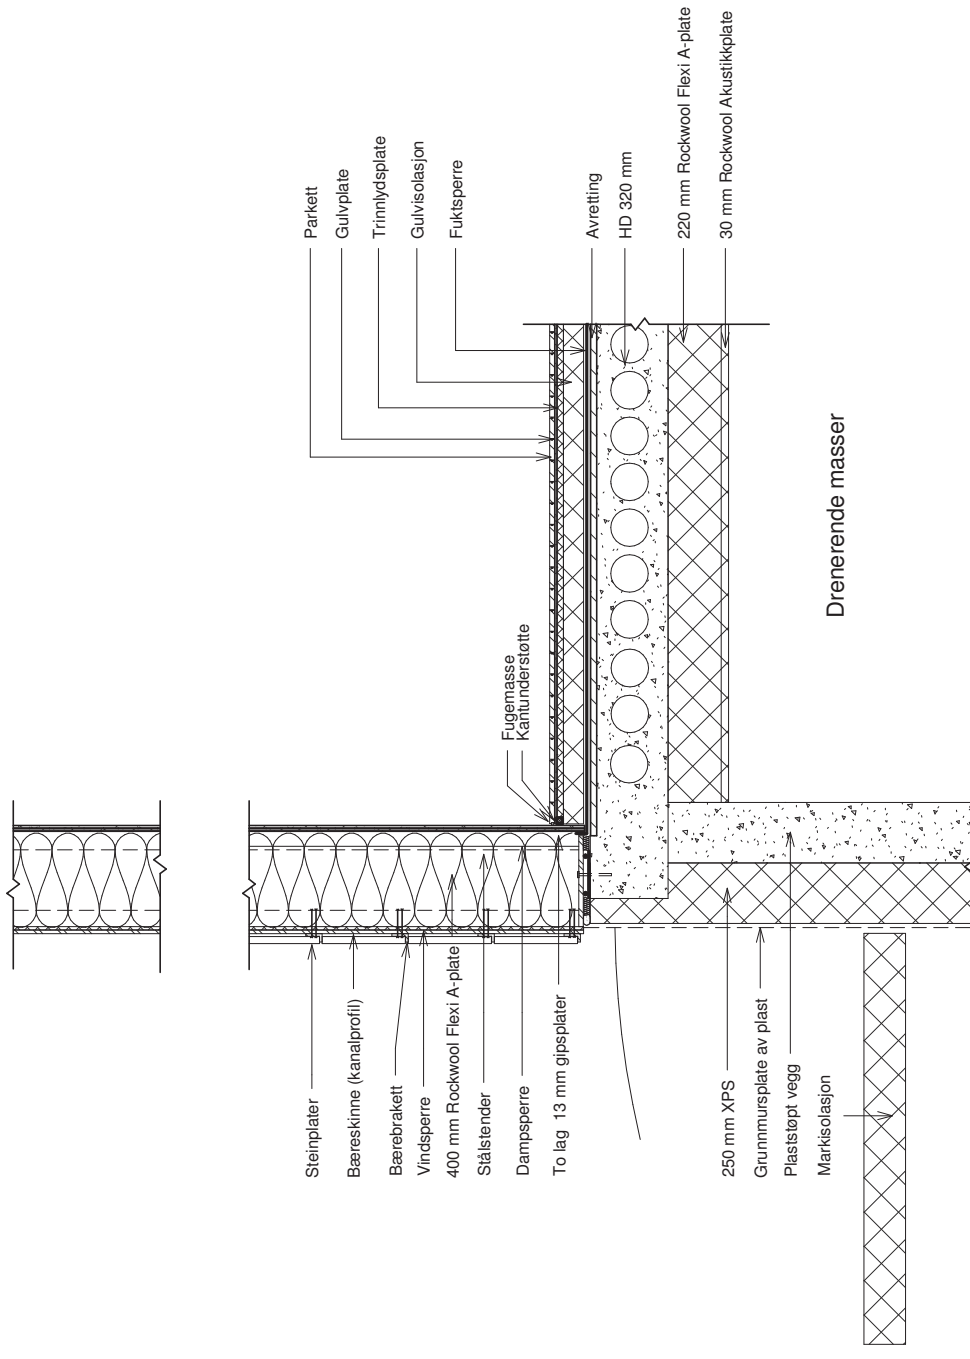 Parkett
Gulvplate
Trinnlydsplate
Gulvisolasjon
Fuktsperre
Avretting
HD 320 mm
220 mm Rockwool Flexi A-plate
30 mm Rockwool Akustikkplate
Fugemasse
Kantunderstøtte
Drenerende masser
Steinplater
Bæreskinne (kanalprofil)
Bærebrakett
Vindsperre
400 mm Rockwool Flexi A-plate
Stålstender
Dampsperre
To lag 13 mm gipsplater
250 mm XPS
Grunnmursplate av plast
Plaststøpt vegg
Markisolasjon